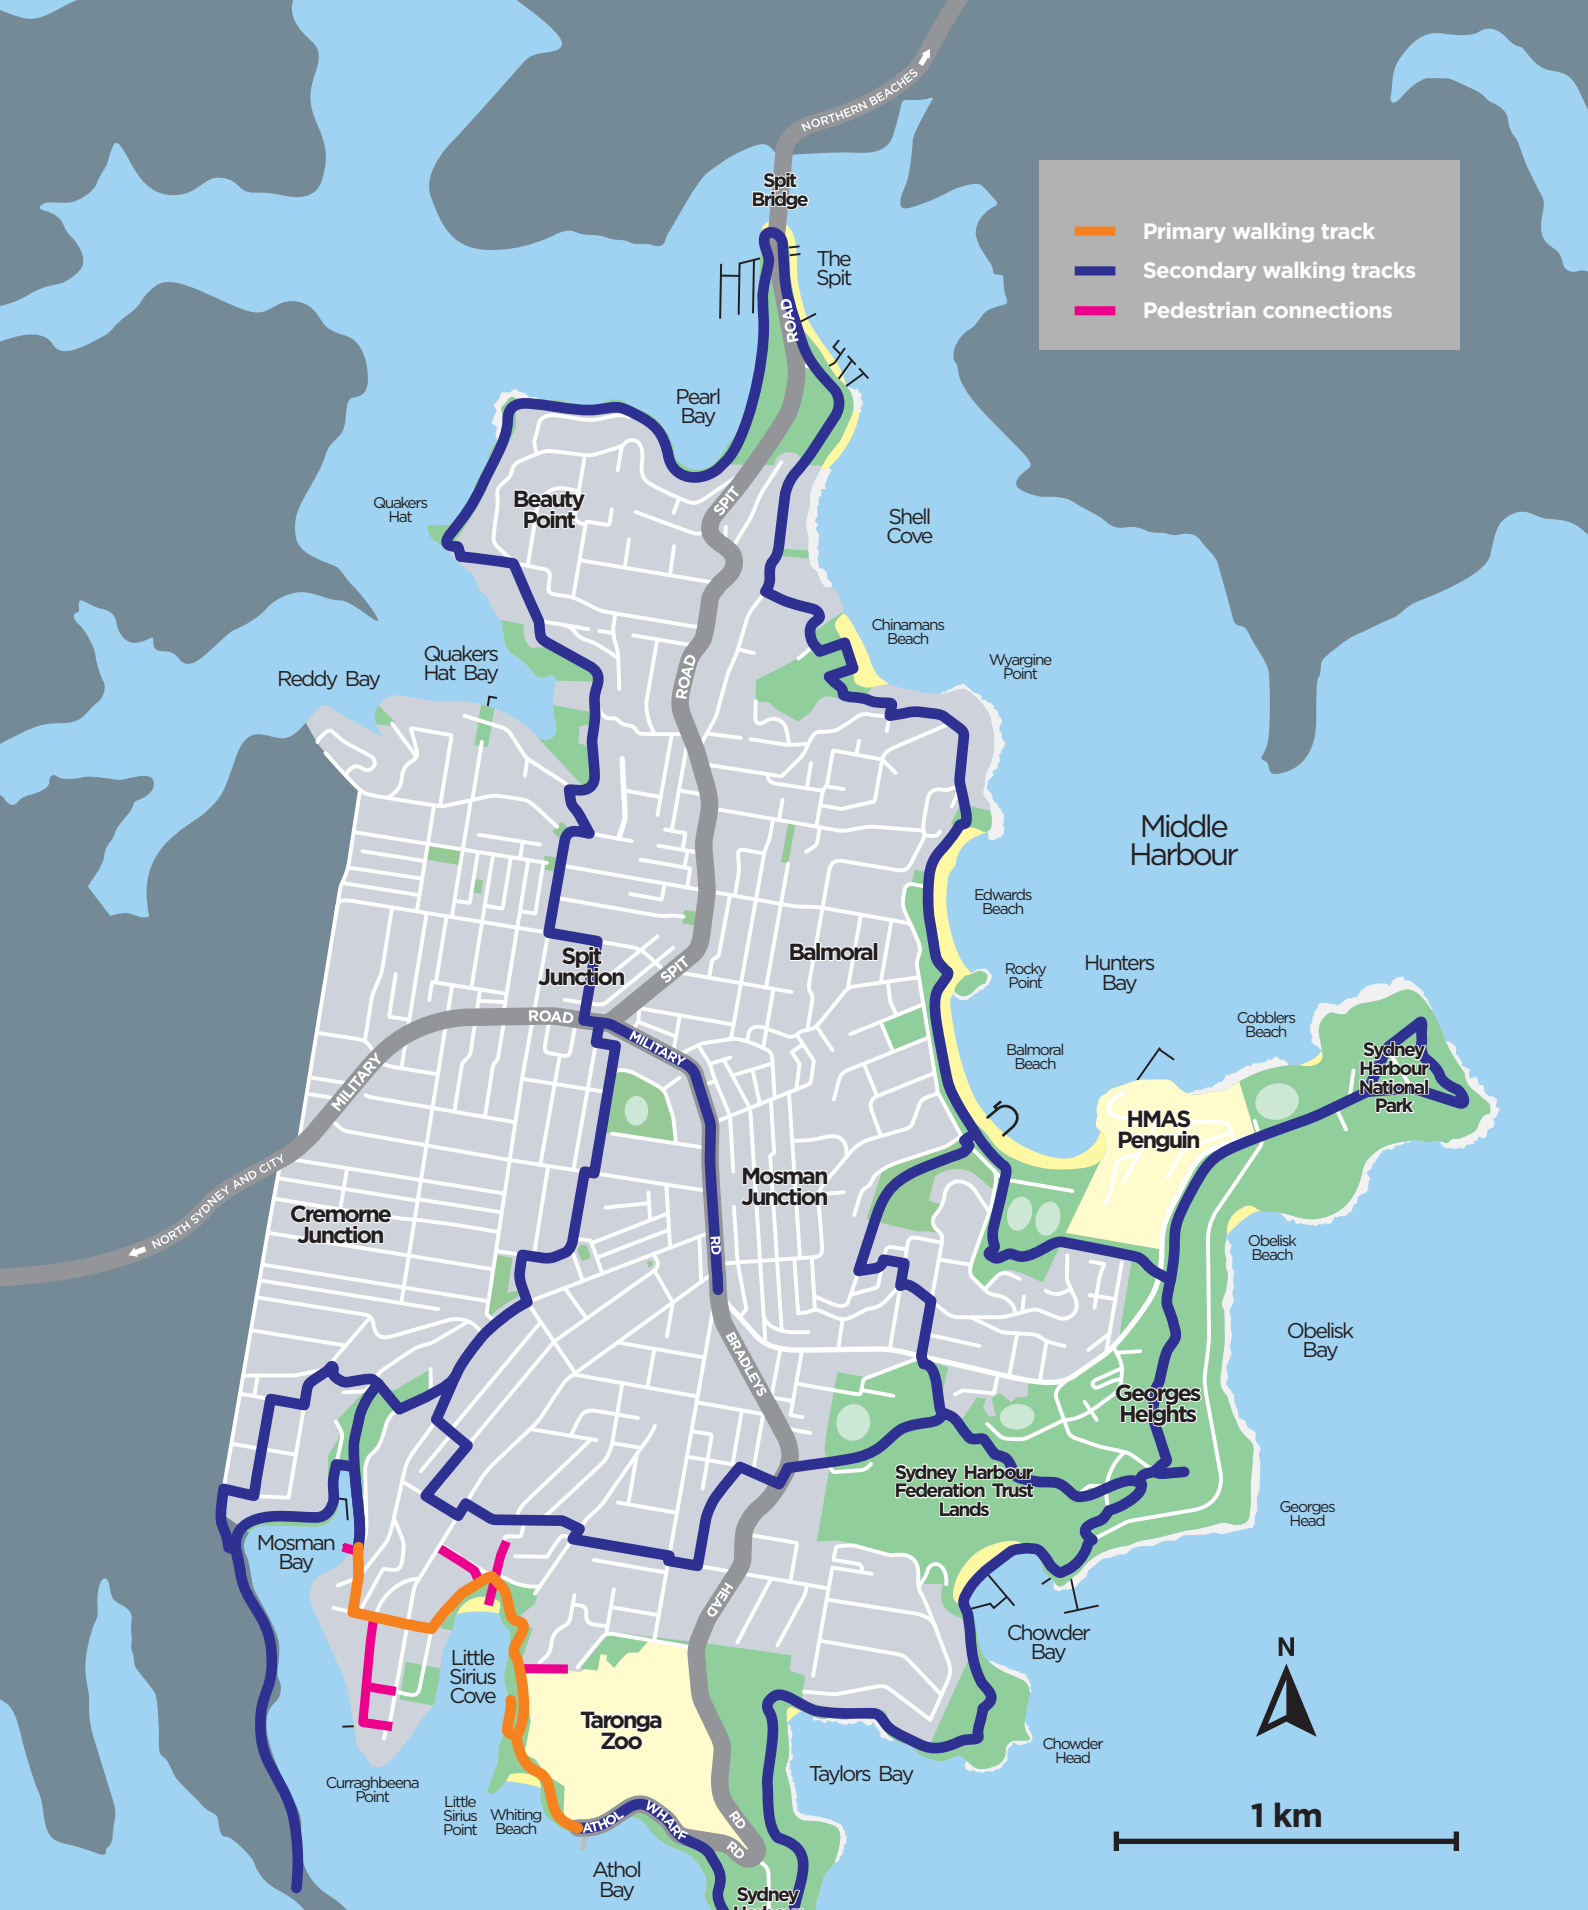 NORTHERN BEACHES
Spit
Bridge
Primary walking track
Secondary walking tracks
Pedestrian connections
The
Spit
ROAD
Pearl
Bay
Quakers
Hat
Beauty
Point
SPIT
Shell
Cove
Chinamans
Beach
Wyargine
Point
Quakers
Hat Bay
Reddy Bay
ROAD
Middle
Harbour
Edwards
Beach
Balmoral
Spit
Junction
SPIT
Rocky
Point
Hunters
Bay
Cobblers
Beach
ROAD
MILITARY
Balmoral
Beach
Sydney
Harbour
National
Park
MILITARY
HMAS
Penguin
NORTH SYDNEY AND CITY
Mosman
Junction
Cremorne
Junction
RD
Obelisk
Beach
Obelisk
Bay
BRADLEYS
Georges
Heights
Sydney Harbour
Federation Trust
Lands
Georges
Head
Mosman
Bay
HEAD
Chowder
Bay
N
Little
Sirius
Cove
Taronga
Zoo
Chowder
Head
Taylors Bay
Curraghbeena
Point
Little
Sirius
Point
Whiting
Beach
ATHOL
WHARF
RD
RD
1 km
Athol
Bay
Sydney